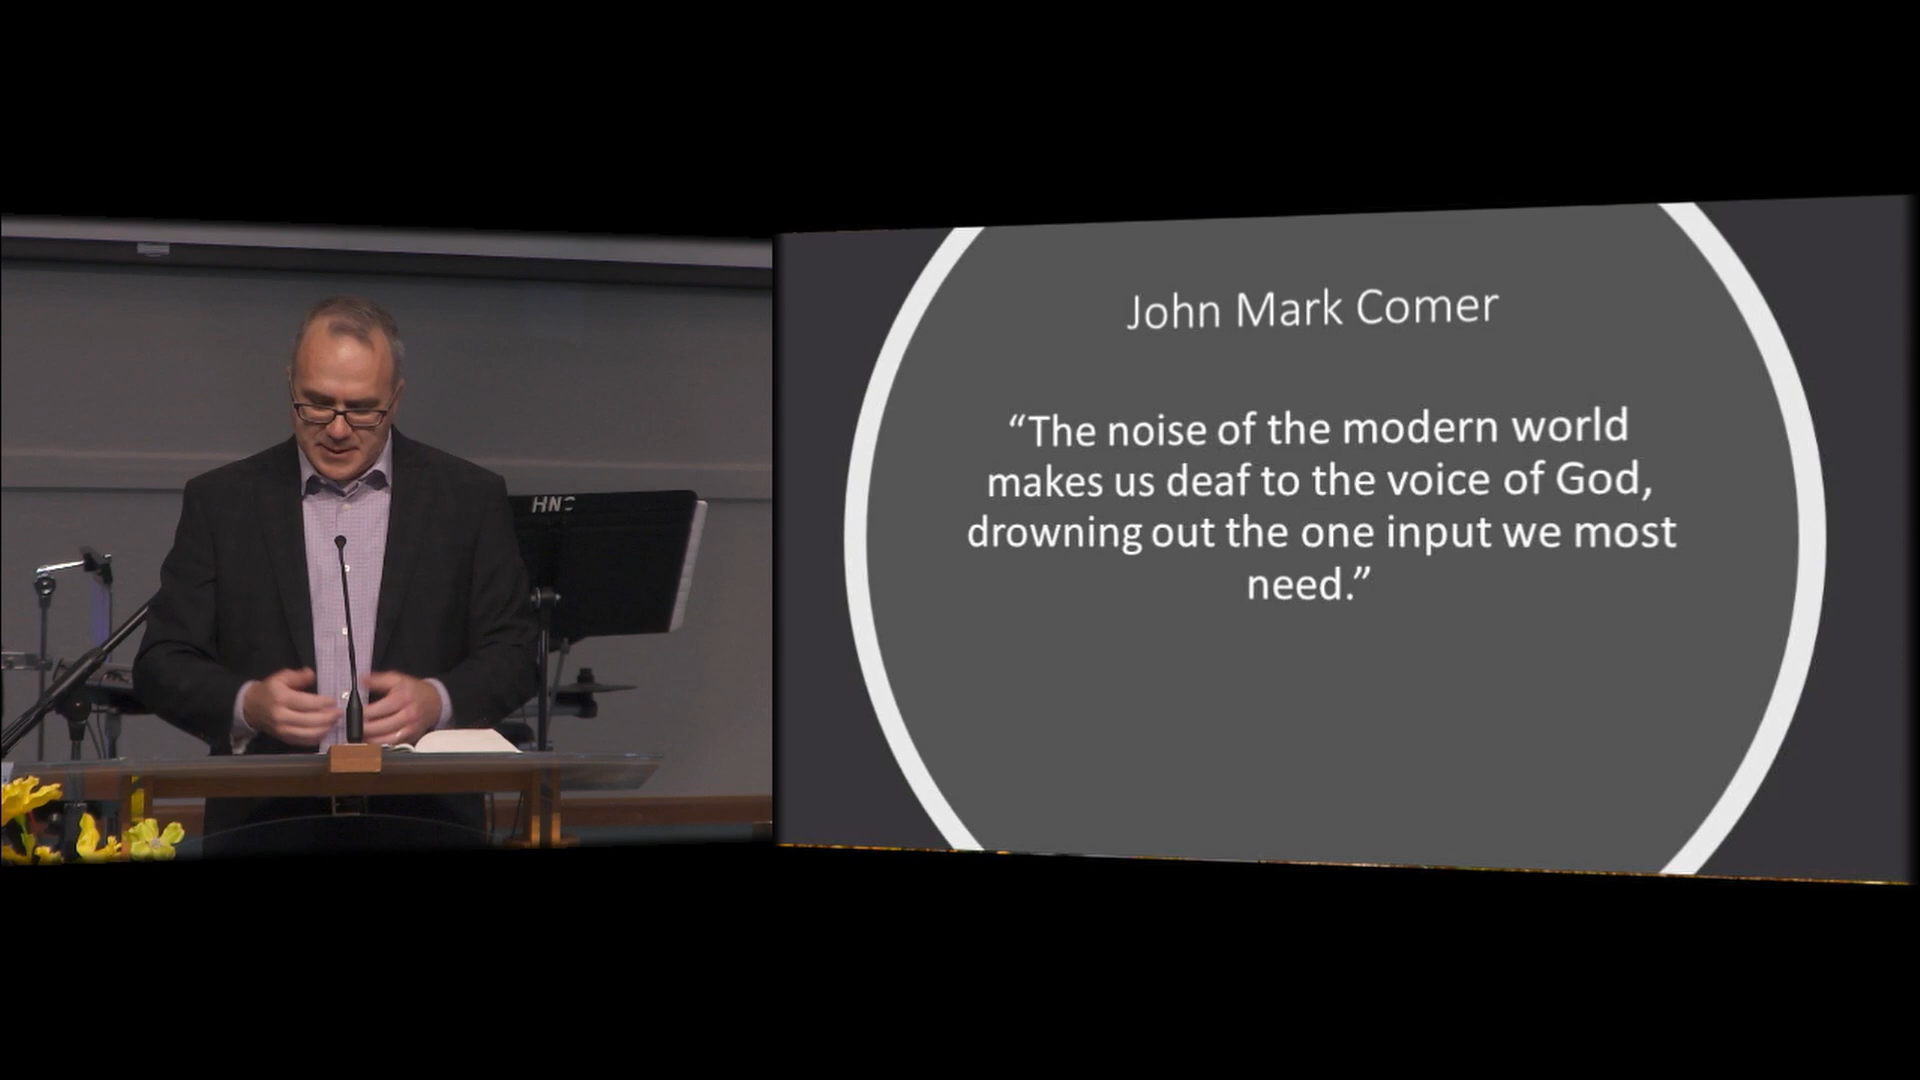 HNC
John Mark Comer
“The noise of the modern world
makes us deaf to the voice of God,
drowning out the one input we most
need.”